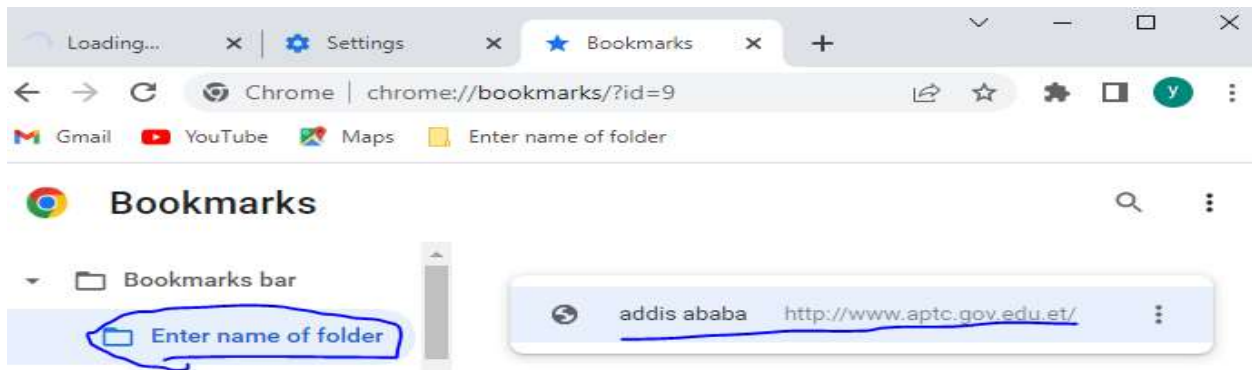 Loading... Settings Bookmarks
Chrome | chrome://bookmarks/?id=9 y
Gmail YouTube Maps Enter name of folder
Bookmarks
Bookmarks bar
addis ababa http://www.aptc.gov.edu.et/
Enter name of folder